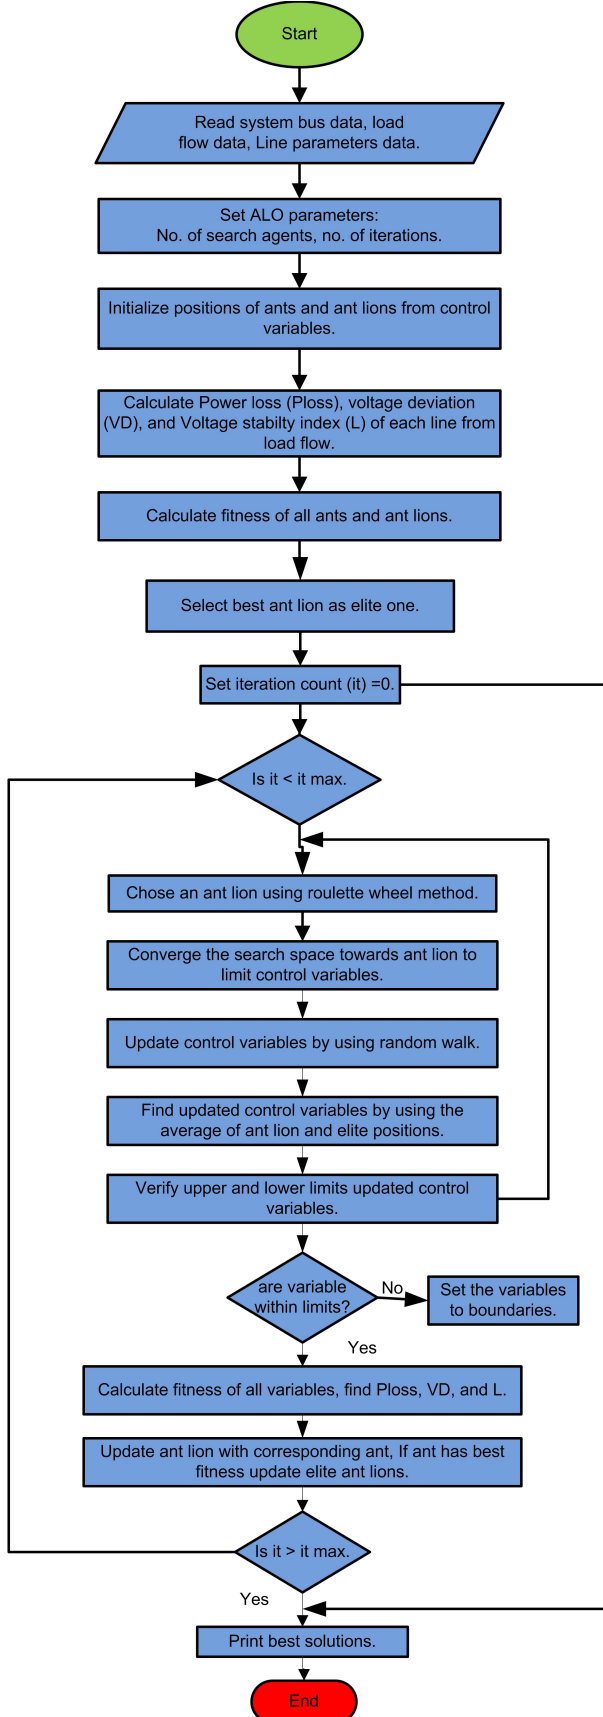 Start
Read system bus data, load
flow data, Line parameters data.
Set ALO parameters:
No. of search agents, no. of iterations.
Initialize positions of ants and ant lions from control
variables.
Calculate Power loss (Ploss), voltage deviation
(VD), and Voltage stabilty index (L) of each line from
load flow.
Calculate fitness of all ants and ant lions.
Select best ant lion as elite one.
Set iteration count (it) =0.
Is it < it max.
Chose an ant lion using roulette wheel method.
Converge the search space towards ant lion to
limit control variables.
Update control variables by using random walk.
Find updated control variables by using the
average of ant lion and elite positions.
Verify upper and lower limits updated control
variables.
are variable
within limits?
No
Set the variables
to boundaries.
Yes
Calculate fitness of all variables, find Ploss, VD, and L.
Update ant lion with corresponding ant, If ant has best
fitness update elite ant lions.
Is it > it max.
Yes
Print best solutions.
End